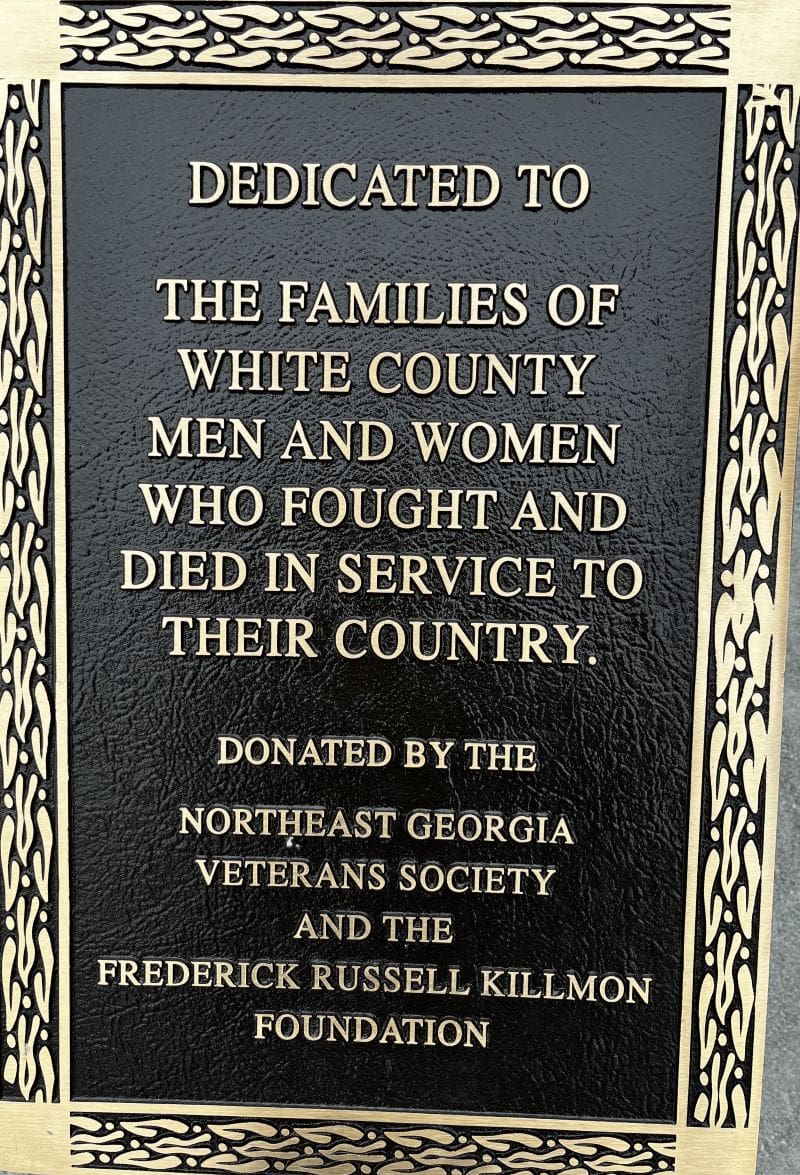 DEDICATED TO
THE FAMILIES OF
WHITE COUNTY
MEN AND WOMEN
WHO FOUGHT AND
DIED IN SERVICE TO
THEIR COUNTRY.
DONATED BY THE
NORTHEAST GEORGIA
VETERANS SOCIETY
AND THE
FREDERICK RUSSELL KILLMON
FOUNDATION